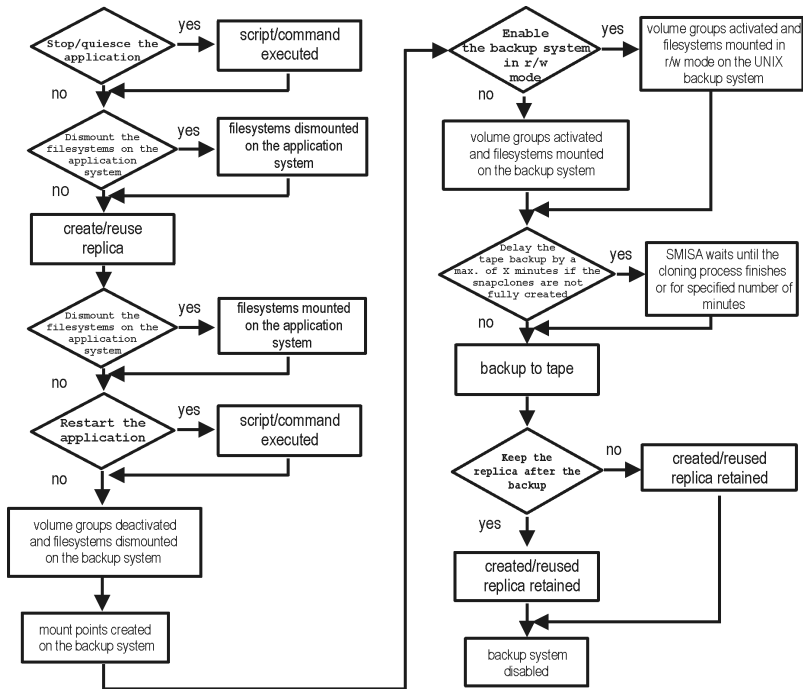 Stop/quiesce the
application
yes
script/command
executed
no
Dismount the
filesystems on the
application
system
yes
filesystems dismounted
on the application
system
no
create/reuse
replica
Dismount the
filesystems on the
application
system
yes
filesystems mounted
on the application
system
no
Restart the
application
yes
script/command
executed
no
volume groups deactivated
and filesystems dismounted
on the backup system
mount points created
on the backup system
Enable
the backup system
in r/w
mode
yes
volume groups activated and
filesystems mounted in
r/w mode on the UNIX
backup system
no
volume groups activated
and filesystems mounted
on the backup system
Delay the
tape backup by a
max. of X minutes if the
snapclones are not
fully created
yes
SMISA waits until the
cloning process finishes
or for specified number of
minutes
no
backup to tape
Keep the
replica after the
backup
no
created/reused
replica retained
yes
created/reused
replica retained
backup system
disabled